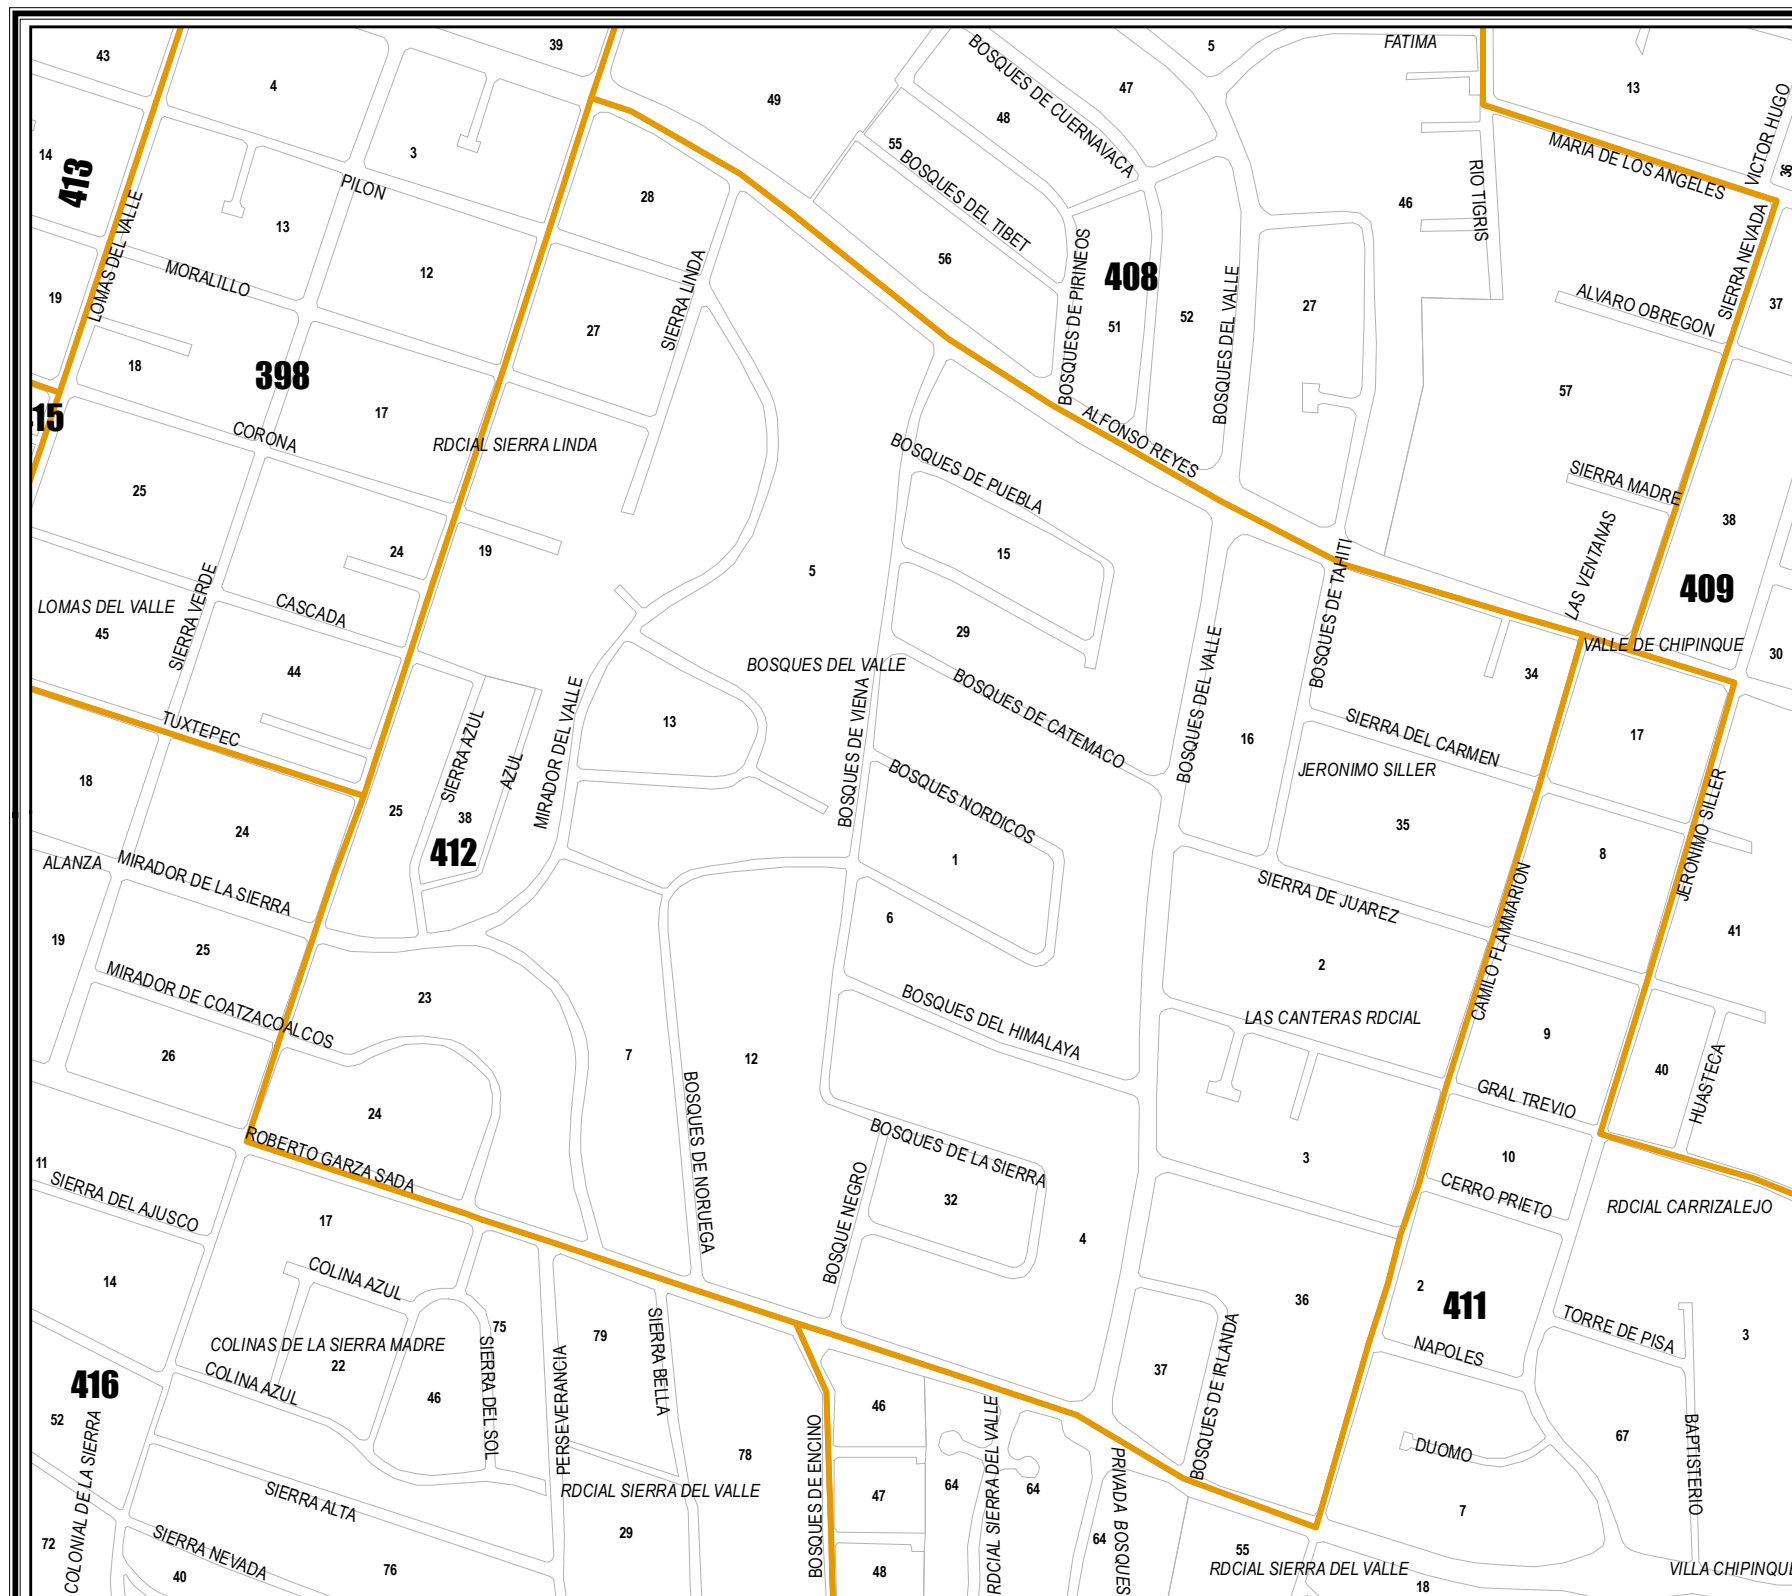 43
4
39
49
5
47
BOSQUES DE CUERNAVACA
FATIMA
13
VICTOR HUGO
14
413
3
PILON
48
55
BOSQUES DEL TIBET
MARIA DE LOS ANGELES
36
28
46
RIO TIGRIS
LOMAS DEL VALLE
13
12
MORALILLO
56
BOSQUES DE PIRINEOS
408
SIERRA NEVADA
19
SIERRA LINDA
27
51
52
BOSQUES DEL VALLE
27
ALVARO OBREGON
37
18
398
17
57
15
CORONA
RDCIAL SIERRA LINDA
ALFONSO REYES
BOSQUES DE PUEBLA
SIERRA MADRE
25
24
19
15
38
LAS VENTANAS
5
SIERRA VERDE
CASCADA
LOMAS DEL VALLE
45
BOSQUES DE TAHITI
409
29
VALLE DE CHIPINQUE
30
44
BOSQUES DEL VALLE
BOSQUES DE CATEMACO
BOSQUES DEL VALLE
34
TUXTEPEC
SIERRA AZUL
AZUL
MIRADOR DEL VALLE
13
BOSQUES DE VIENA
16
SIERRA DEL CARMEN
17
JERONIMO SILLER
18
BOSQUES NORDICOS
25
38
24
412
1
35
8
JERONIMO SILLER
ALANZA
MIRADOR DE LA SIERRA
SIERRA DE JUAREZ
CAMILO FLAMMARION
19
25
6
2
41
MIRADOR DE COATZACOALCOS
23
BOSQUES DEL HIMALAYA
LAS CANTERAS RDCIAL
26
7
12
9
40
HUASTECA
GRAL TREVIO
24
BOSQUES DE NORUEGA
ROBERTO GARZA SADA
BOSQUES DE LA SIERRA
3
10
11
SIERRA DEL AJUSCO
CERRO PRIETO
RDCIAL CARRIZALEJO
17
BOSQUE NEGRO
32
4
14
COLINA AZUL
36
2
411
BOSQUES DE IRLANDA
75
79
SIERRA BELLA
COLINAS DE LA SIERRA MADRE
22
SIERRA DEL SOL
PERSEVERANCIA
TORRE DE PISA
3
NAPOLES
416
COLINA AZUL
46
37
46
52
COLONIAL DE LA SIERRA
BOSQUES DE ENCINO
RDCIAL SIERRA DEL VALLE
PRIVADA BOSQUES
DUOMO
67
BAPTISTERIO
78
RDCIAL SIERRA DEL VALLE
64
64
47
7
SIERRA ALTA
29
SIERRA NEVADA
72
64
55
40
76
48
RDCIAL SIERRA DEL VALLE
18
VILLA CHIPINQU